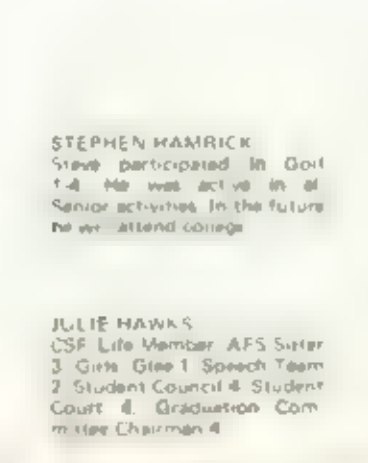 STEPHEN HAMRICK
Steve participated in Golf
1-4. He was active in all
Senior activities. In the future
he will attend college
JULIE HAWKS
CSF Life Member AFS Sister
3 Girls Glee 1 Speech Team
2 Student Council 4 Student
Court 4. Graduation Com
mittee Chairman 4